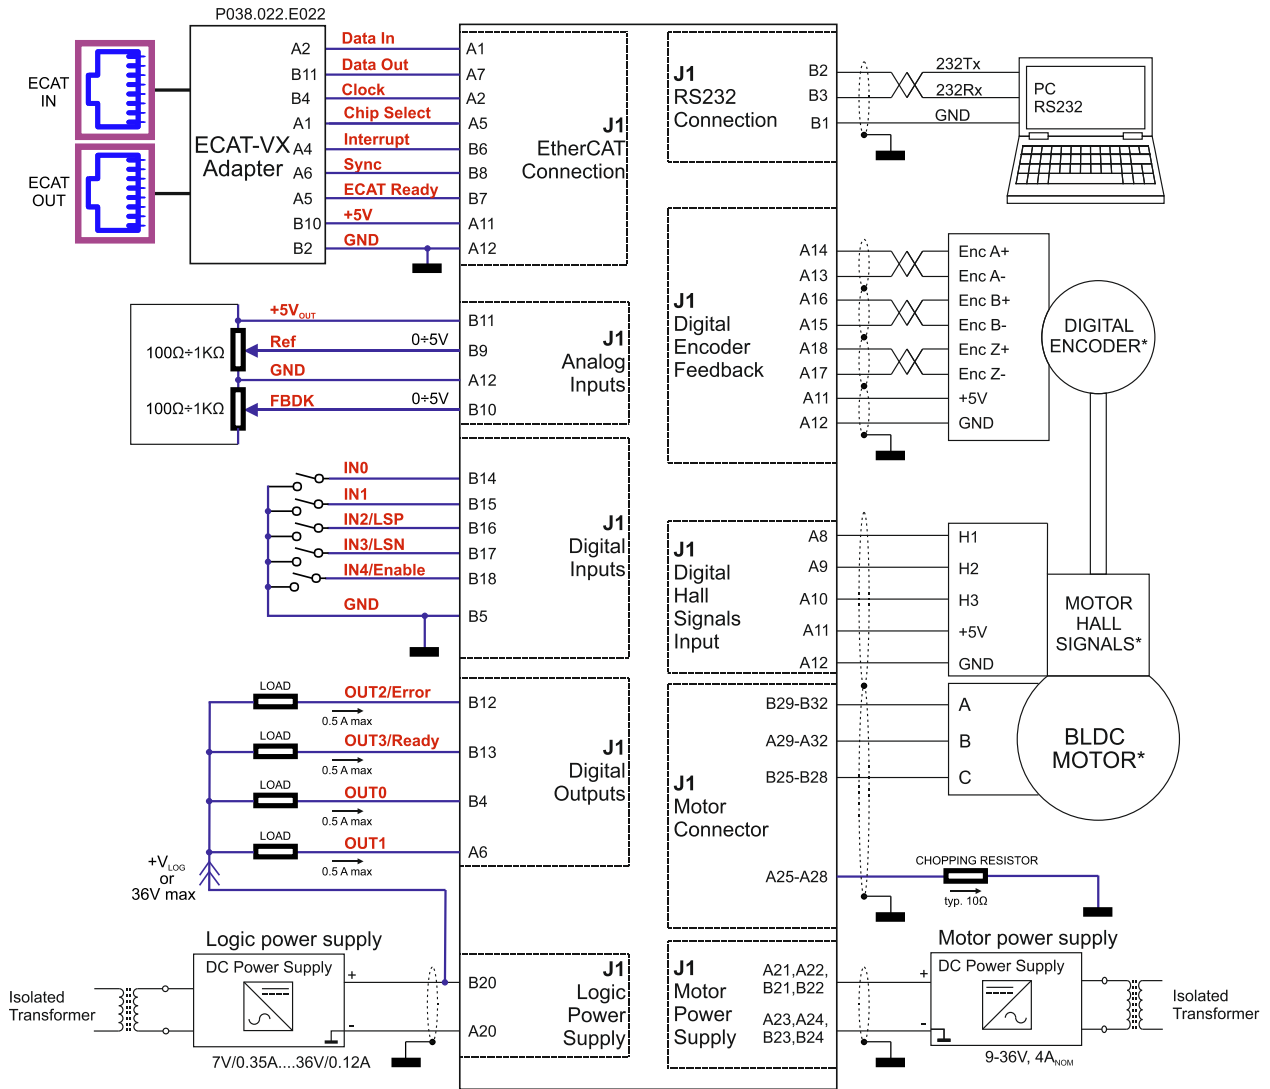 P038.022.E022
ECAT
IN
ECAT
OUT
ECAT-VX
Adapter
A2 Data In A1
B11 Data Out A7
B4 Clock A2
A1 Chip Select A5
A4 Interrupt B6
A6 Sync B8
A5 ECAT Ready B7
B10 +5V A11
B2 GND A12
J1
EtherCAT
Connection
+5VOUT B11
100Ω÷1KΩ Ref 0÷5V B9
GND A12
100Ω÷1KΩ FBDK 0÷5V B10
J1
Analog
Inputs
IN0 B14
IN1 B15
IN2/LSP B16
IN3/LSN B17
IN4/Enable B18
GND B5
J1
Digital
Inputs
LOAD OUT2/Error B12
0.5 A max
LOAD OUT3/Ready B13
0.5 A max
LOAD OUT0 B4
0.5 A max
LOAD OUT1 A6
0.5 A max
+VLOG
or
36V max
J1
Digital
Outputs
Logic power supply
DC Power Supply
+
-
Isolated
Transformer
7V/0.35A....36V/0.12A
B20
A20
J1
Logic
Power
Supply
J1
RS232
Connection
B2 232Tx
B3 232Rx
B1 GND
PC
RS232
J1
Digital
Encoder
Feedback
A14 Enc A+
A13 Enc A-
A16 Enc B+
A15 Enc B-
A18 Enc Z+
A17 Enc Z-
A11 +5V
A12 GND
DIGITAL
ENCODER*
J1
Digital
Hall
Signals
Input
A8 H1
A9 H2
A10 H3
A11 +5V
A12 GND
MOTOR
HALL
SIGNALS*
J1
Motor
Connector
B29-B32 A
A29-A32 B
B25-B28 C
BLDC
MOTOR*
A25-A28
CHOPPING RESISTOR
typ. 10Ω
J1
Motor
Power
Supply
A21,A22,
B21,B22
A23,A24,
B23,B24
Motor power supply
DC Power Supply
+
-
9-36V, 4ANOM
Isolated
Transformer